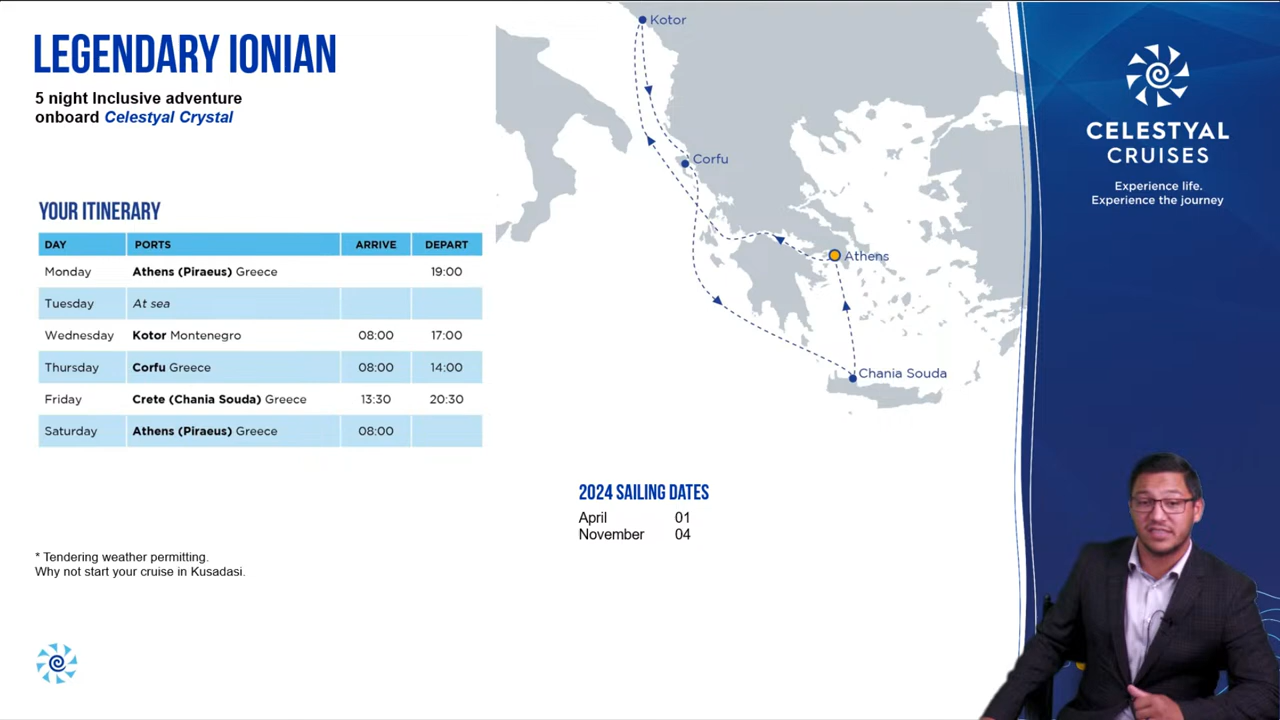 LEGENDARY IONIAN
5 night Inclusive adventure
onboard Celestyal Crystal
YOUR ITINERARY
DAY PORTS ARRIVE DEPART
Monday Athens (Piraeus) Greece 19:00
Tuesday At sea
Wednesday Kotor Montenegro 08:00 17:00
Thursday Corfu Greece 08:00 14:00
Friday Crete (Chania Souda) Greece 13:30 20:30
Saturday Athens (Piraeus) Greece 08:00
* Tendering weather permitting.
Why not start your cruise in Kusadasi.
Kotor
Corfu
Athens
Chania Souda
2024 SAILING DATES
April 01
November 04
CELESTYAL
CRUISES
Experience life.
Experience the journey